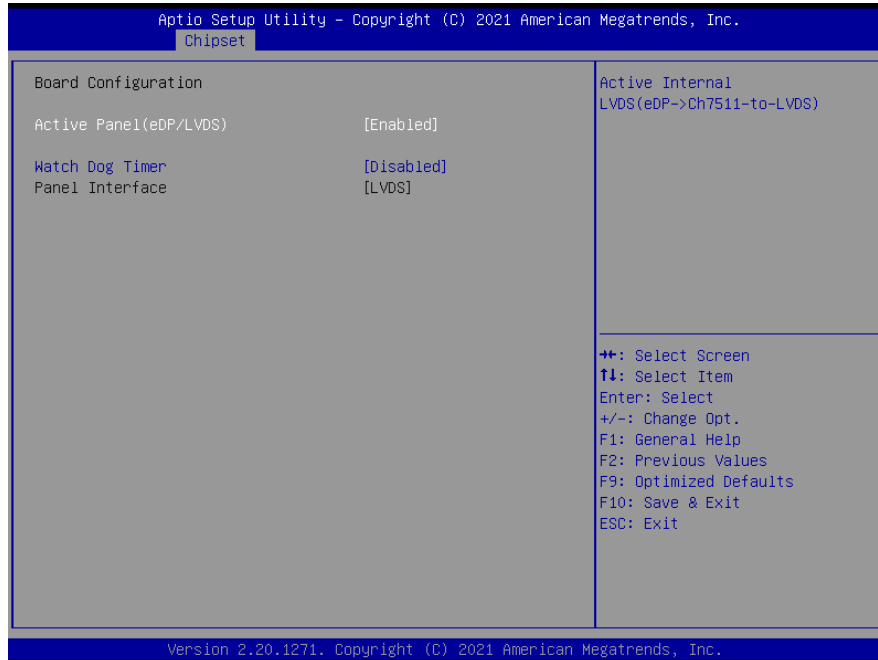 Aptio Setup Utility – Copyright (C) 2021 American Megatrends, Inc.
Chipset
Board Configuration
Active Panel(eDP/LVDS) [Enabled]
Watch Dog Timer [Disabled]
Panel Interface [LVDS]
Active Internal
LVDS(eDP->Ch7511-to-LVDS)
→←: Select Screen
↑↓: Select Item
Enter: Select
+/-: Change Opt.
F1: General Help
F2: Previous Values
F9: Optimized Defaults
F10: Save & Exit
ESC: Exit
Version 2.20.1271. Copyright (C) 2021 American Megatrends, Inc.